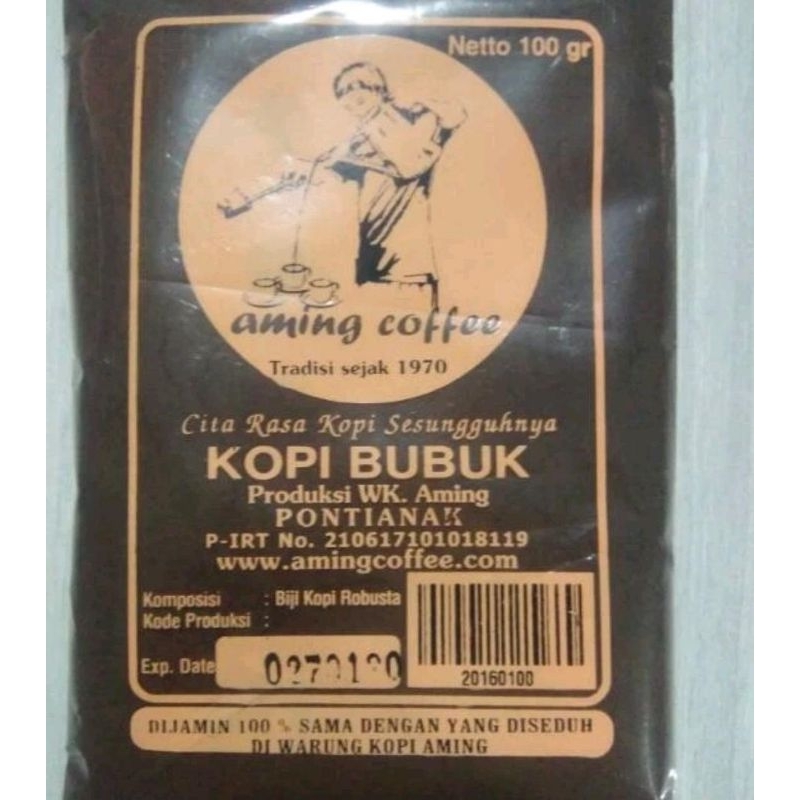 Netto 100 gr
aming coffee
Tradisi sejak 1970
Cita Rasa Kopi Sesungguhnya
KOPI BUBUK
Produksi WK. Aming
PONTIANAK
P-IRT No. 210617101018119
www.amingcoffee.com
Komposisi : Biji Kopi Robusta
Kode Produksi :
Exp. Date
20160100
DIJAMIN 100 % SAMA DENGAN YANG DISEDUH
DI WARUNG KOPI AMING